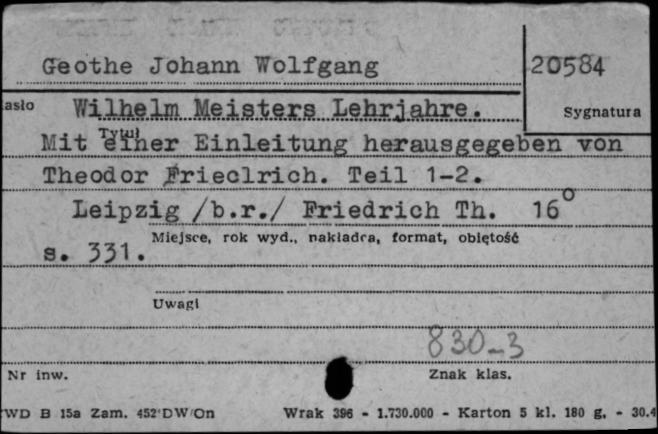 Geothe Johann Wolfgang
20584
asło
Wilhelm Meisters Lehrjahre.
Sygnatura
Tytuł
Mit einer Einleitung herausgegeben von
Theodor Frieclrich. Teil 1-2.
Leipzig /b.r./ Friedrich Th. 16°
Miejsce, rok wyd., nakładca, format, objętość
s. 331.
Uwagi
830-3
Nr inw.
Znak klas.
WD B 15a Zam. 452 DW/On Wrak 396 - 1.730.000 - Karton 5 kl. 180 g. - 30.4